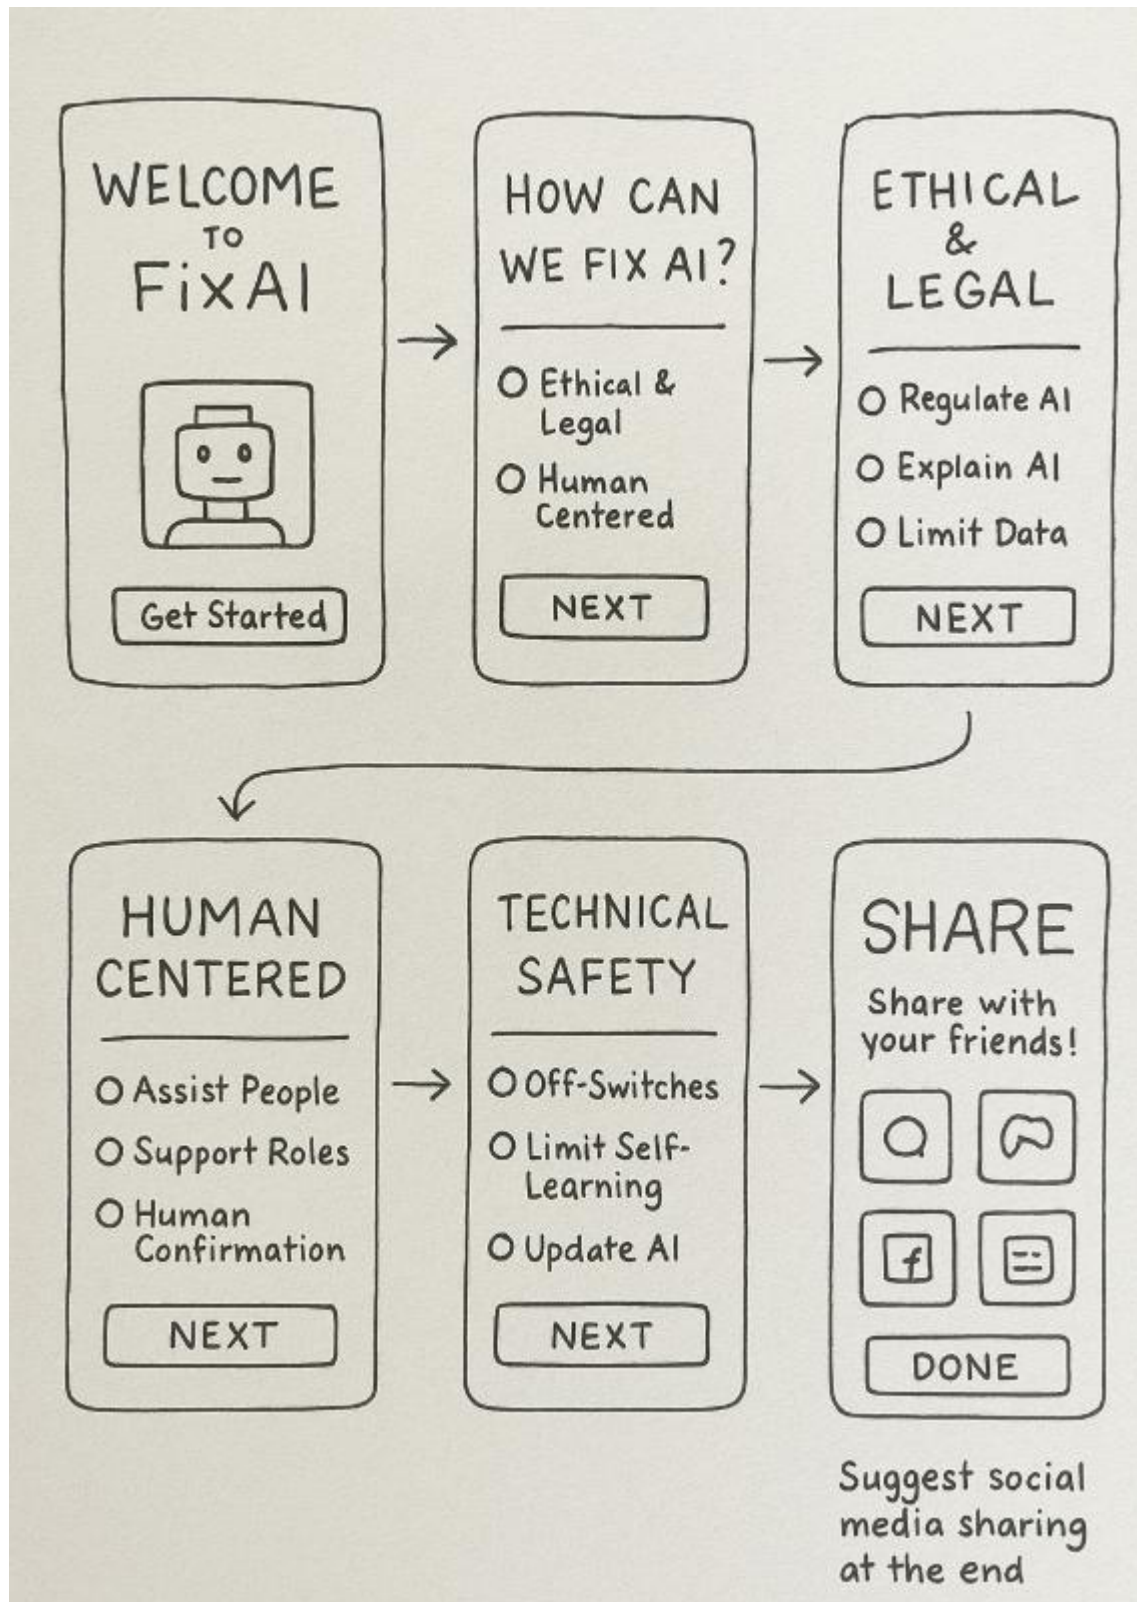 WELCOME
TO
FixAI
Get Started
HOW CAN
WE FIX AI?
Ethical &
Legal
Human
Centered
NEXT
ETHICAL
&
LEGAL
Regulate AI
Explain AI
Limit Data
NEXT
HUMAN
CENTERED
Assist People
Support Roles
Human
Confirmation
NEXT
TECHNICAL
SAFETY
Off-Switches
Limit Self-
Learning
Update AI
NEXT
SHARE
Share with
your friends!
f
DONE
Suggest social
media sharing
at the end